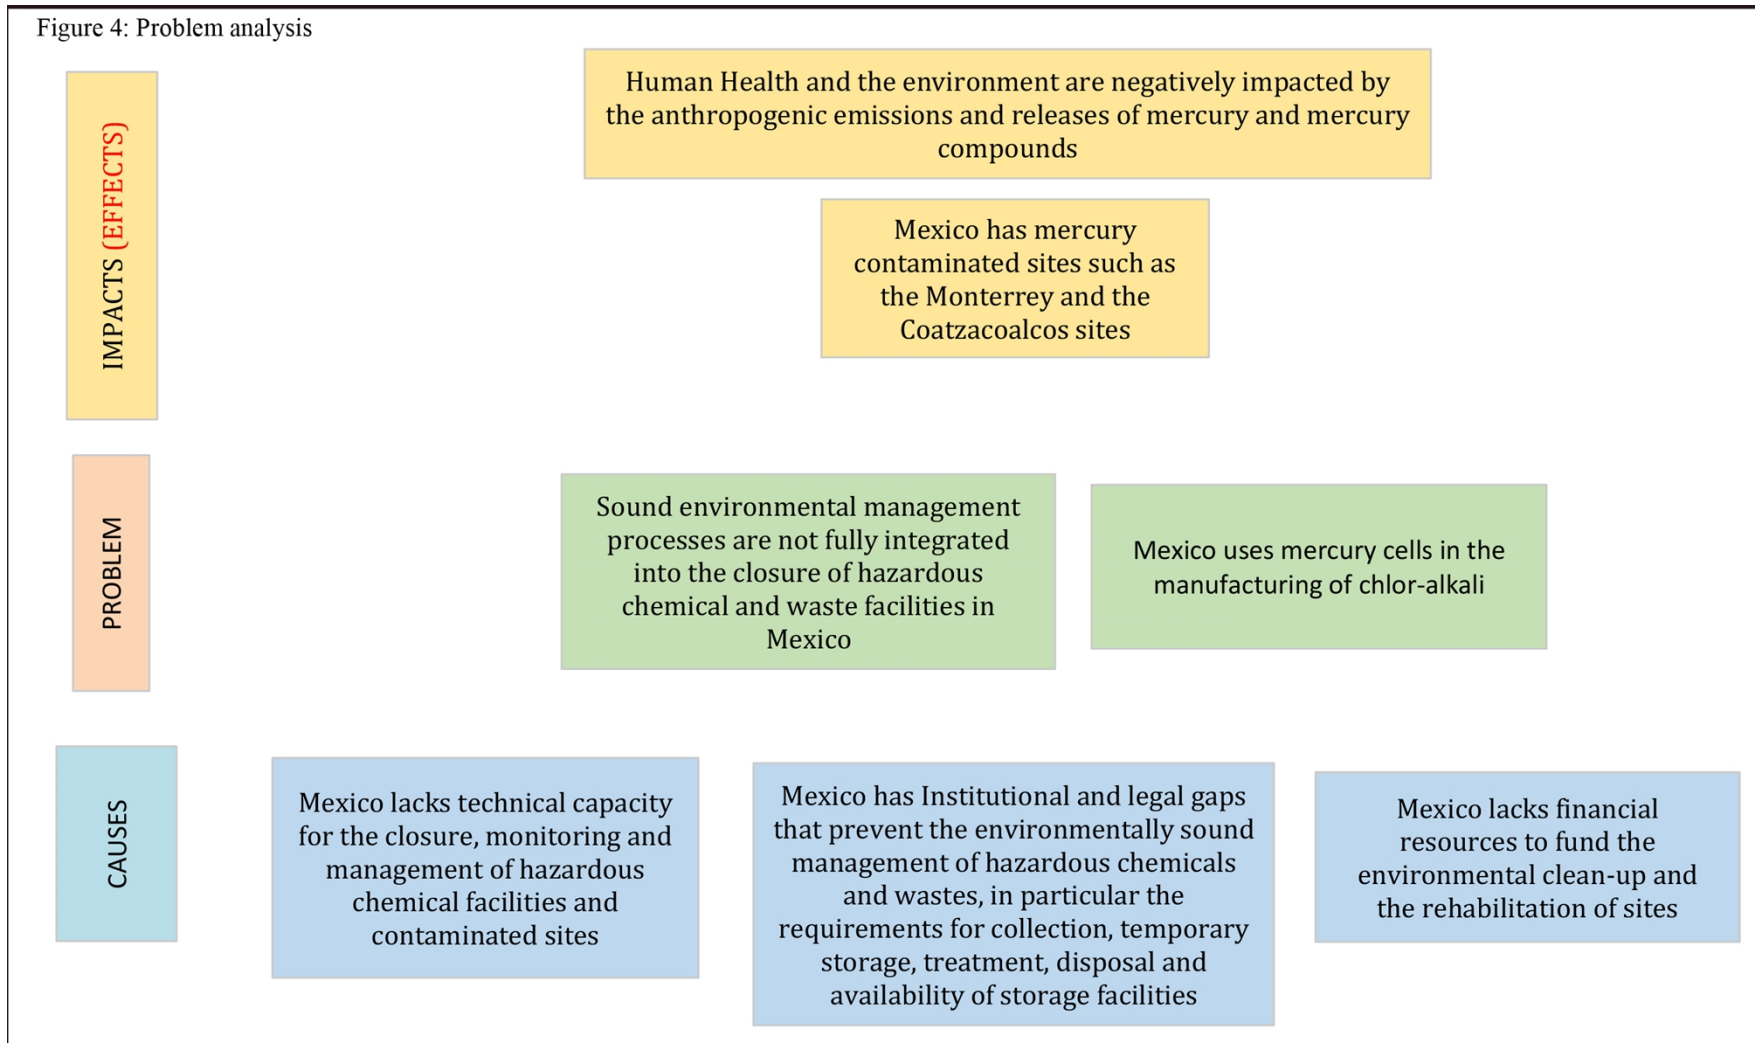 Figure 4: Problem analysis
IMPACTS (EFFECTS)
Human Health and the environment are negatively impacted by
the anthropogenic emissions and releases of mercury and mercury
compounds
Mexico has mercury
contaminated sites such as
the Monterrey and the
Coatzacoalcos sites
PROBLEM
Sound environmental management
processes are not fully integrated
into the closure of hazardous
chemical and waste facilities in
Mexico
Mexico uses mercury cells in the
manufacturing of chlor-alkali
CAUSES
Mexico lacks technical capacity
for the closure, monitoring and
management of hazardous
chemical facilities and
contaminated sites
Mexico has Institutional and legal gaps
that prevent the environmentally sound
management of hazardous chemicals
and wastes, in particular the
requirements for collection, temporary
storage, treatment, disposal and
availability of storage facilities
Mexico lacks financial
resources to fund the
environmental clean-up and
the rehabilitation of sites